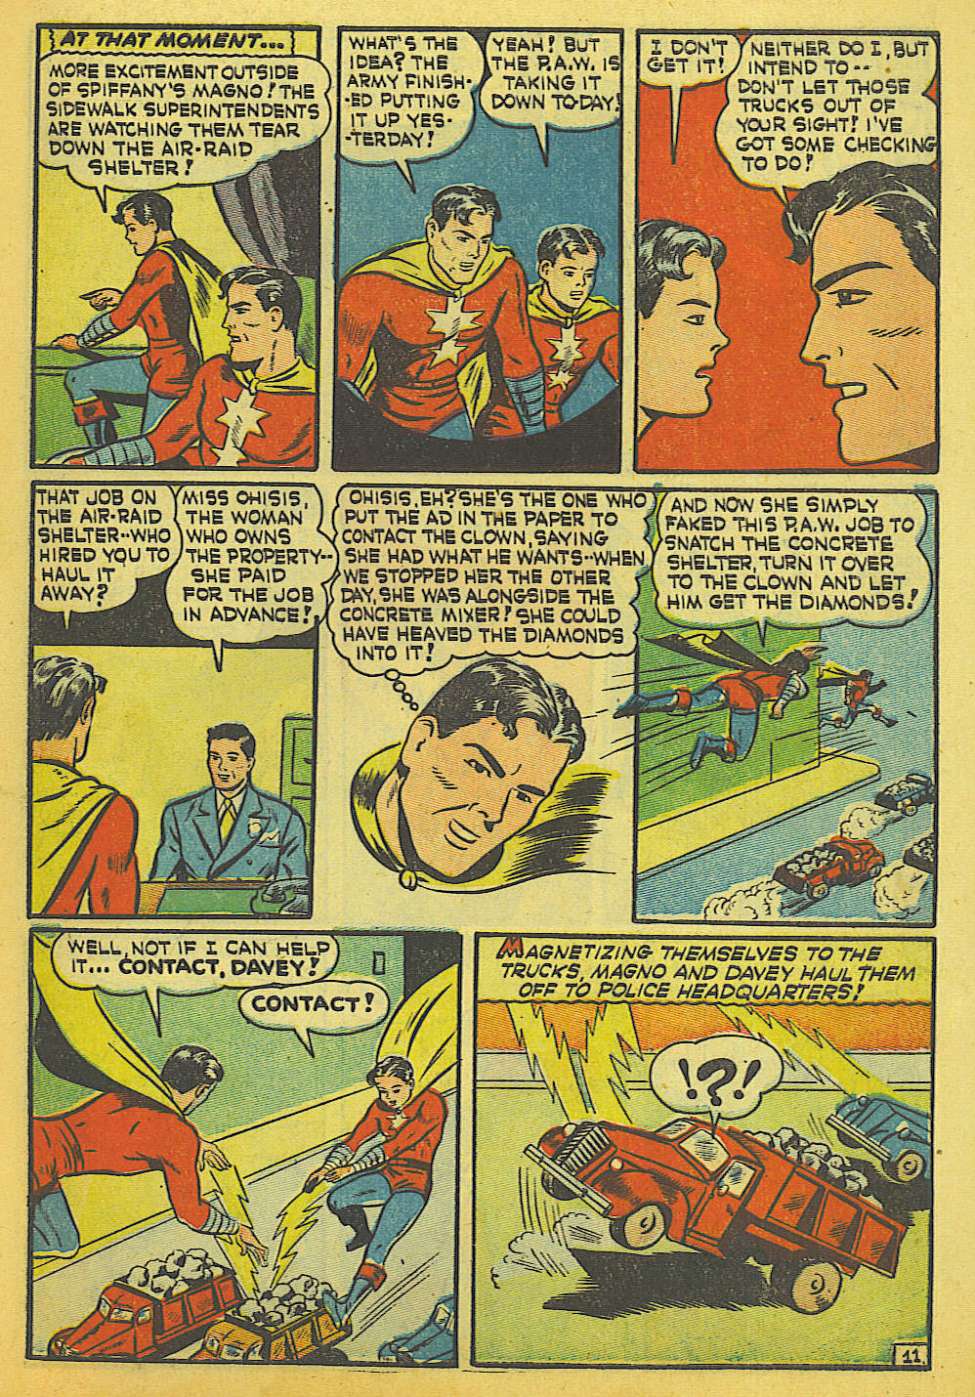 AT THAT MOMENT...
MORE EXCITEMENT OUTSIDE
OF SPIFFANY'S MAGNO! THE
SIDEWALK SUPERINTENDENTS
ARE WATCHING THEM TEAR
DOWN THE AIR-RAID
SHELTER!
WHAT'S THE
IDEA? THE
ARMY FINISH-
-ED PUTTING
IT UP YES-
-TERDAY!
YEAH! BUT
THE P.A.W. IS
TAKING IT
DOWN TO-DAY!
I DON'T
GET IT!
NEITHER DO I, BUT
INTEND TO--
DON'T LET THOSE
TRUCKS OUT OF
YOUR SIGHT! I'VE
GOT SOME CHECKING
TO DO!
THAT JOB ON
THE AIR-RAID
SHELTER--WHO
HIRED YOU TO
HAUL IT
AWAY?
MISS OHISIS,
THE WOMAN
WHO OWNS
THE PROPERTY--
SHE PAID
FOR THE JOB
IN ADVANCE!
OHISIS, EH? SHE'S THE ONE WHO
PUT THE AD IN THE PAPER TO
CONTACT THE CLOWN, SAYING
SHE HAD WHAT HE WANTS--WHEN
WE STOPPED HER THE OTHER
DAY, SHE WAS ALONGSIDE THE
CONCRETE MIXER! SHE COULD
HAVE HEAVED THE DIAMONDS
INTO IT!
AND NOW SHE SIMPLY
FAKED THIS P.A.W. JOB TO
SNATCH THE CONCRETE
SHELTER, TURN IT OVER
TO THE CLOWN AND LET
HIM GET THE DIAMONDS!
WELL, NOT IF I CAN HELP
IT... CONTACT, DAVEY!
CONTACT!
MAGNETIZING THEMSELVES TO THE
TRUCKS, MAGNO AND DAVEY HAUL THEM
OFF TO POLICE HEADQUARTERS!
!?!
11